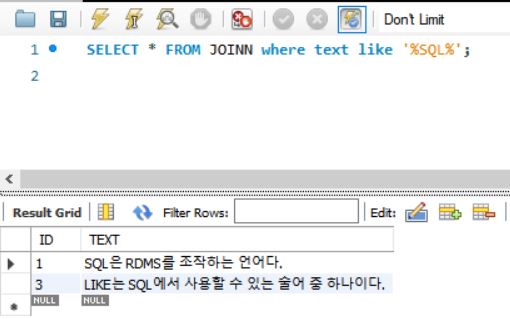 Don't Limit
1 SELECT * FROM JOINN where text like '%SQL%';
2
Result Grid Filter Rows: Edit:
ID TEXT
1 SQL은 RDMS를 조작하는 언어다.
3 LIKE는 SQL에서 사용할 수 있는 술어 중 하나이다.
NULL NULL